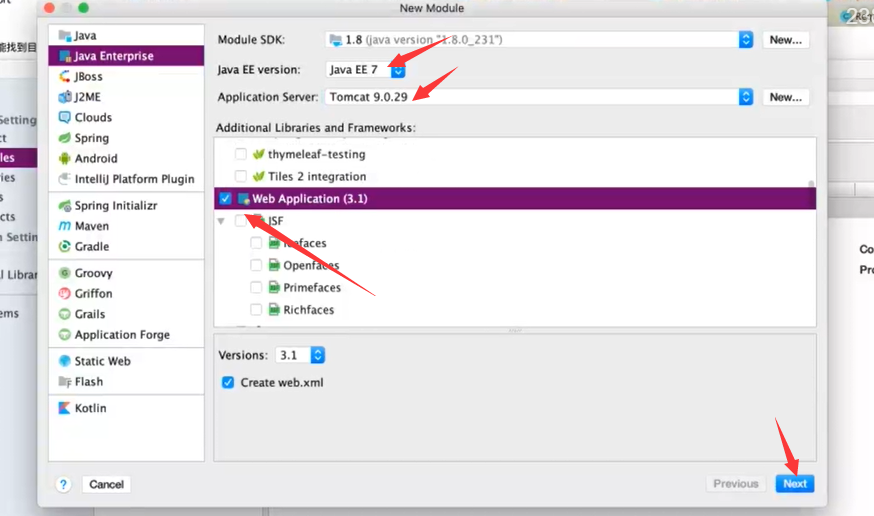 New Module
能找到目
Setting
ct
les
ies
s
cts
n Settin
l Librar
ems
Java
Java Enterprise
JBoss
J2ME
Clouds
Spring
Android
IntelliJ Platform Plugin
Spring Initializr
Maven
Gradle
Groovy
Griffon
Grails
Application Forge
Static Web
Flash
Kotlin
Module SDK: 1.8 (java version "1.8.0_231") New...
Java EE version: Java EE 7
Application Server: Tomcat 9.0.29 New...
Additional Libraries and Frameworks:
thymeleaf-testing
Tiles 2 integration
Web Application (3.1)
JSF
Icefaces
Openfaces
Primefaces
Richfaces
Versions: 3.1
Create web.xml
? Cancel Previous Next
Co
Pro